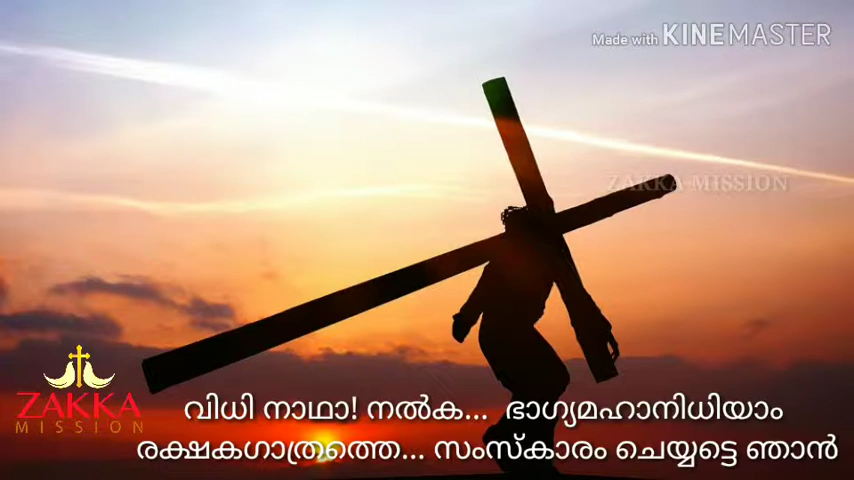 Made with KINEMASTER
ZAKKA MISSION
ZAKKA
MISSION
വിധി നാഥാ! നൽക... ഭാഗ്യമഹാനിധിയാം
രക്ഷകഗാത്രത്തെ... സംസ്കാരം ചെയ്യട്ടെ ഞാൻ